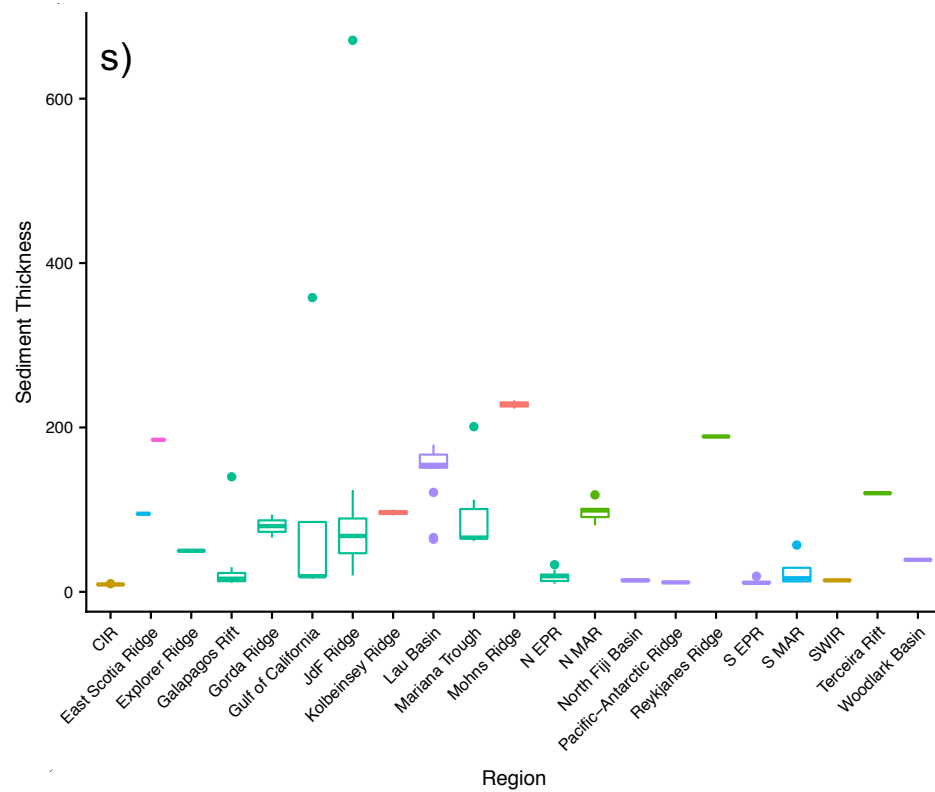 s)
600
400
200
0
Sediment Thickness
CIR
East Scotia Ridge
Explorer Ridge
Galapagos Rift
Gorda Ridge
Gulf of California
JdF Ridge
Kolbeinsey Ridge
Lau Basin
Mariana Trough
Mohns Ridge
N EPR
N MAR
North Fiji Basin
Pacific−Antarctic Ridge
Reykjanes Ridge
S EPR
S MAR
SWIR
Terceira Rift
Woodlark Basin
Region